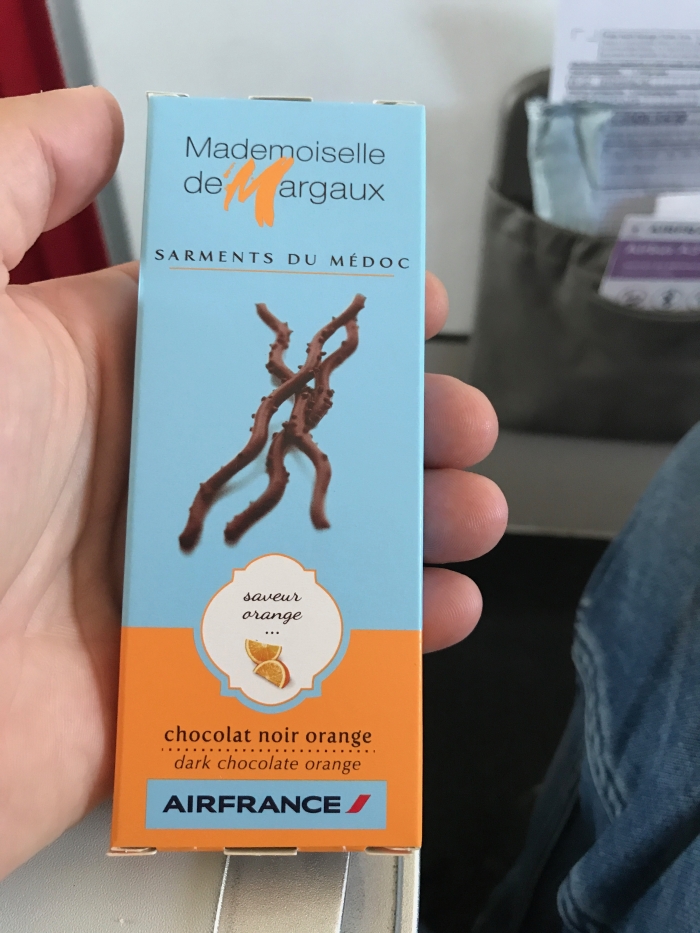 Mademoiselle
de Margaux
SARMENTS DU MÉDOC
saveur
orange
...
chocolat noir orange
dark chocolate orange
AIRFRANCE